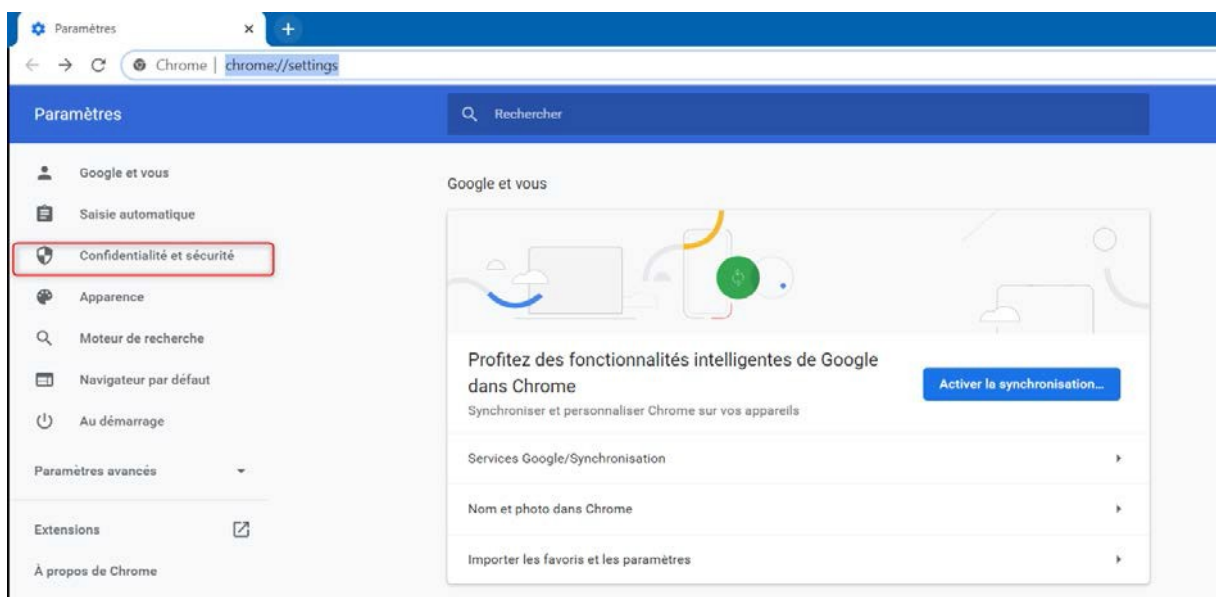 Paramètres
Chrome | chrome://settings
Paramètres
Rechercher
Google et vous
Saisie automatique
Confidentialité et sécurité
Apparence
Moteur de recherche
Navigateur par défaut
Au démarrage
Paramètres avancés
Extensions
À propos de Chrome
Google et vous
Profitez des fonctionnalités intelligentes de Google
dans Chrome
Synchroniser et personnaliser Chrome sur vos appareils
Activer la synchronisation...
Services Google/Synchronisation
Nom et photo dans Chrome
Importer les favoris et les paramètres